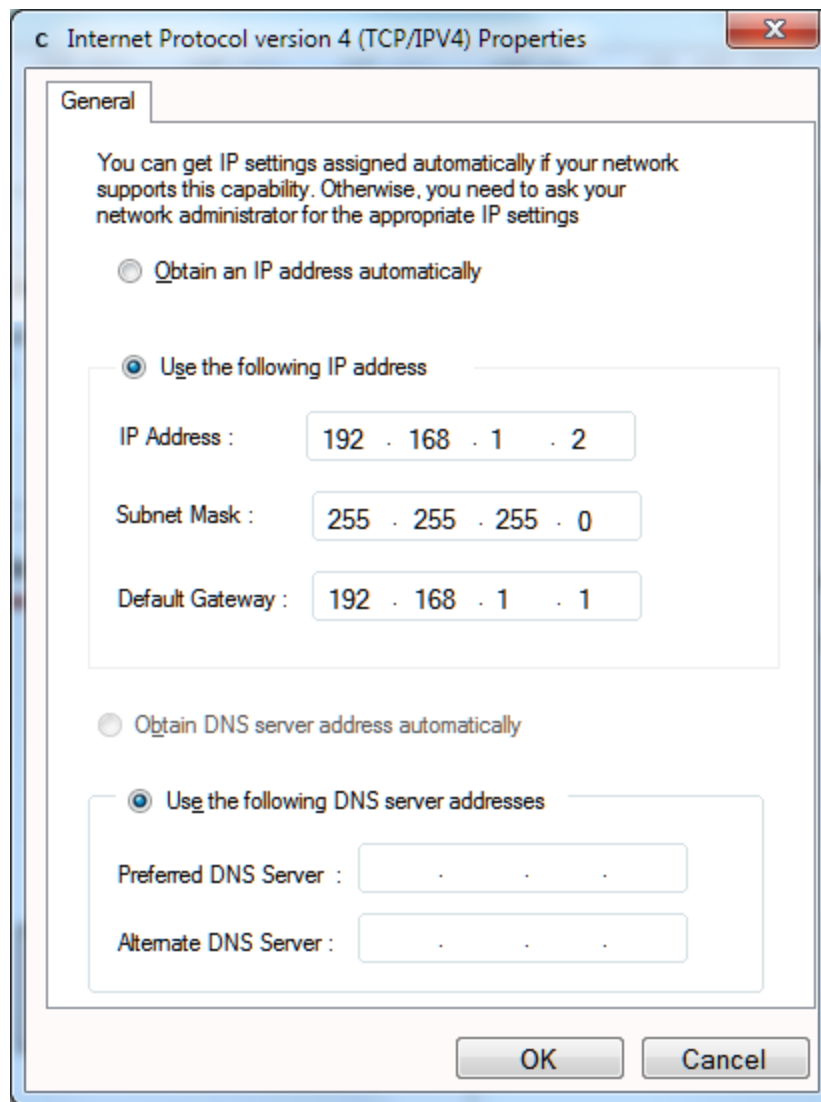 c Internet Protocol version 4 (TCP/IPV4) Properties
X
General
You can get IP settings assigned automatically if your network
supports this capability. Otherwise, you need to ask your
network administrator for the appropriate IP settings
Obtain an IP address automatically
Use the following IP address
IP Address : 192 . 168 . 1 . 2
Subnet Mask : 255 . 255 . 255 . 0
Default Gateway : 192 . 168 . 1 . 1
Obtain DNS server address automatically
Use the following DNS server addresses
Preferred DNS Server : . . .
Alternate DNS Server : . . .
OK Cancel